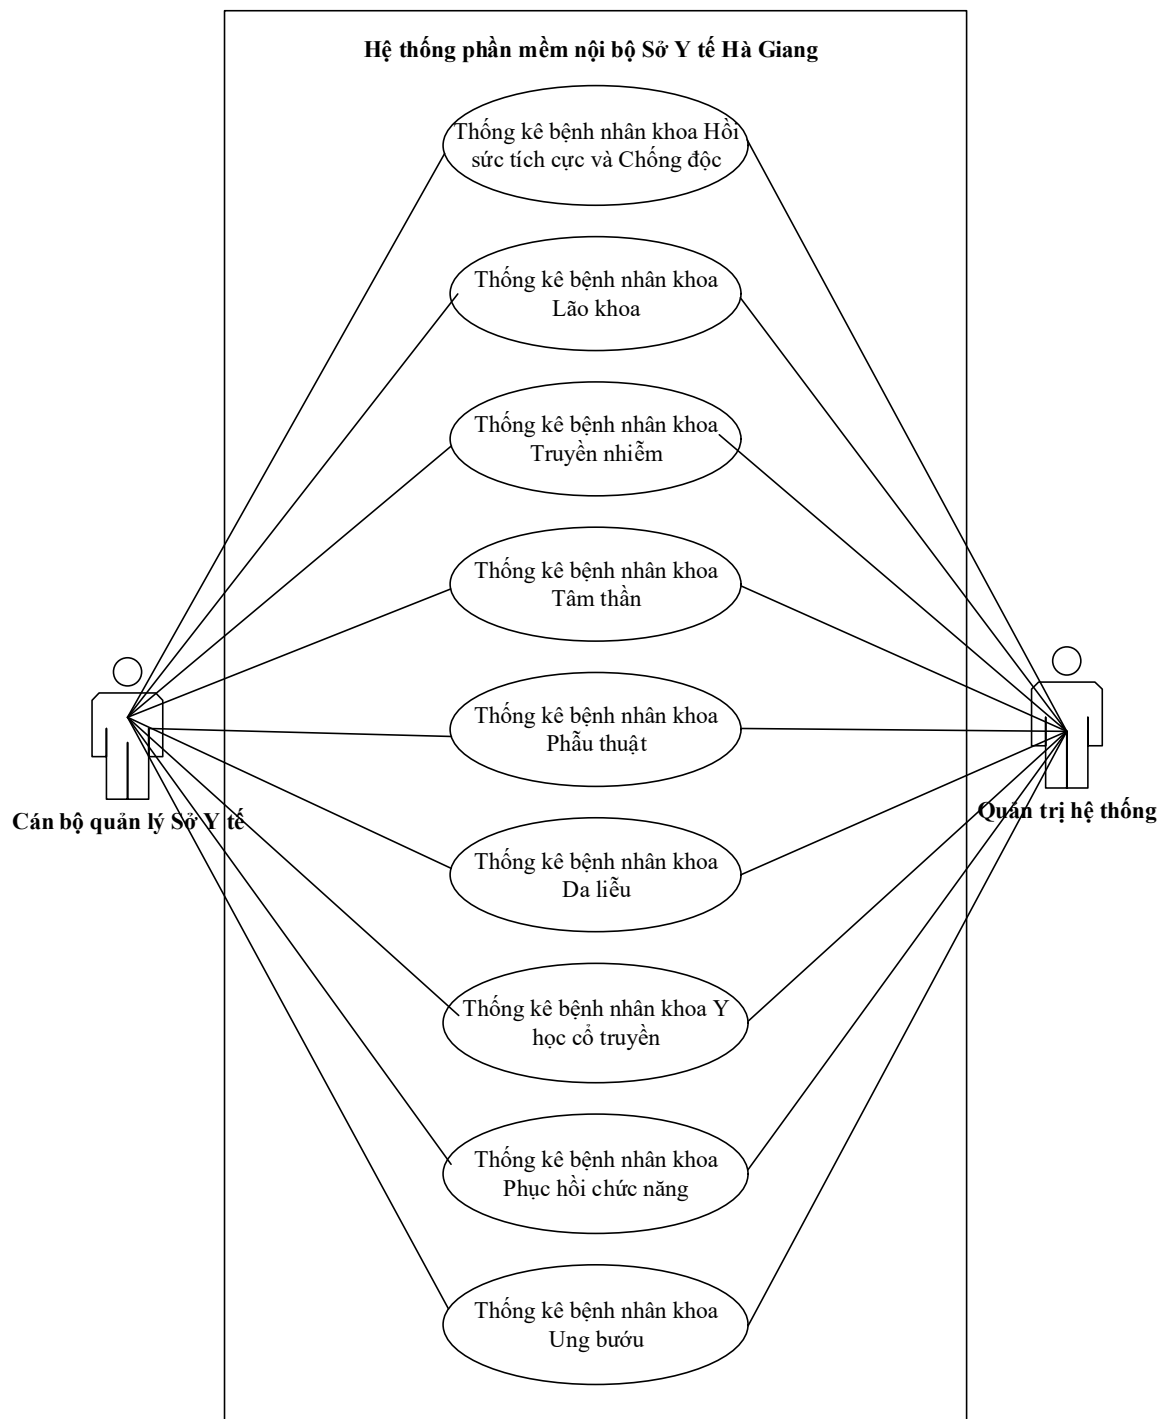 Hệ thống phần mềm nội bộ Sở Y tế Hà Giang
Thống kê bệnh nhân khoa Hồi
sức tích cực và Chống độc
Thống kê bệnh nhân khoa
Lão khoa
Thống kê bệnh nhân khoa
Truyền nhiễm
Thống kê bệnh nhân khoa
Tâm thần
Thống kê bệnh nhân khoa
Phẫu thuật
Cán bộ quản lý Sở Y tế
Quản trị hệ thống
Thống kê bệnh nhân khoa
Da liễu
Thống kê bệnh nhân khoa Y
học cổ truyền
Thống kê bệnh nhân khoa
Phục hồi chức năng
Thống kê bệnh nhân khoa
Ung bướu